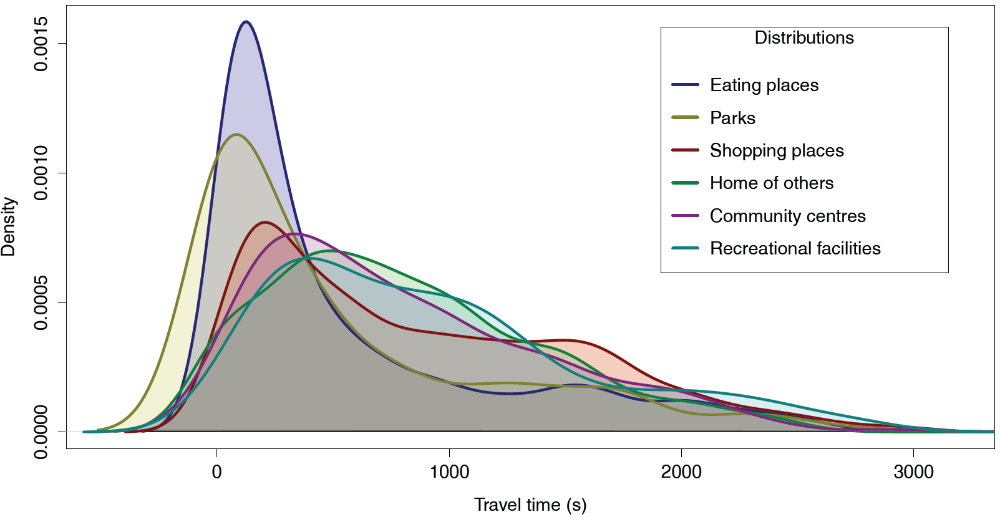 Distributions
Eating places
Parks
Shopping places
Home of others
Community centres
Recreational facilities
Density
0.0015
0.0010
0.0005
0.0000
0 1000 2000 3000
Travel time (s)